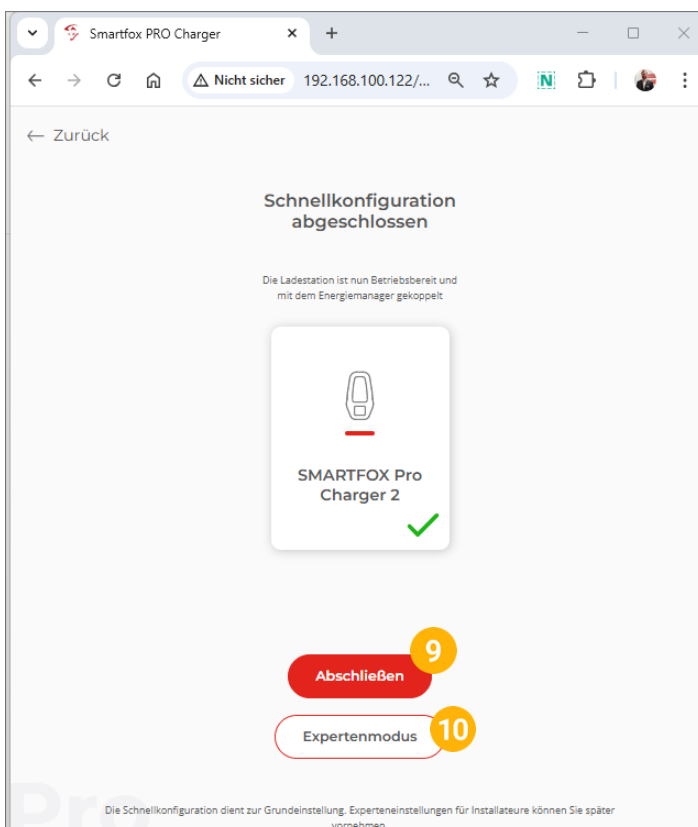 Smartfox PRO Charger
Nicht sicher 192.168.100.122/...
N
← Zurück
Schnellkonfiguration
abgeschlossen
Die Ladestation ist nun Betriebsbereit und
mit dem Energiemanager gekoppelt
SMARTFOX Pro
Charger 2
9
Abschließen
10
Expertenmodus
Pro
Die Schnellkonfiguration dient zur Grundeinstellung. Experteneinstellungen für Installateure können Sie später
vornehmen